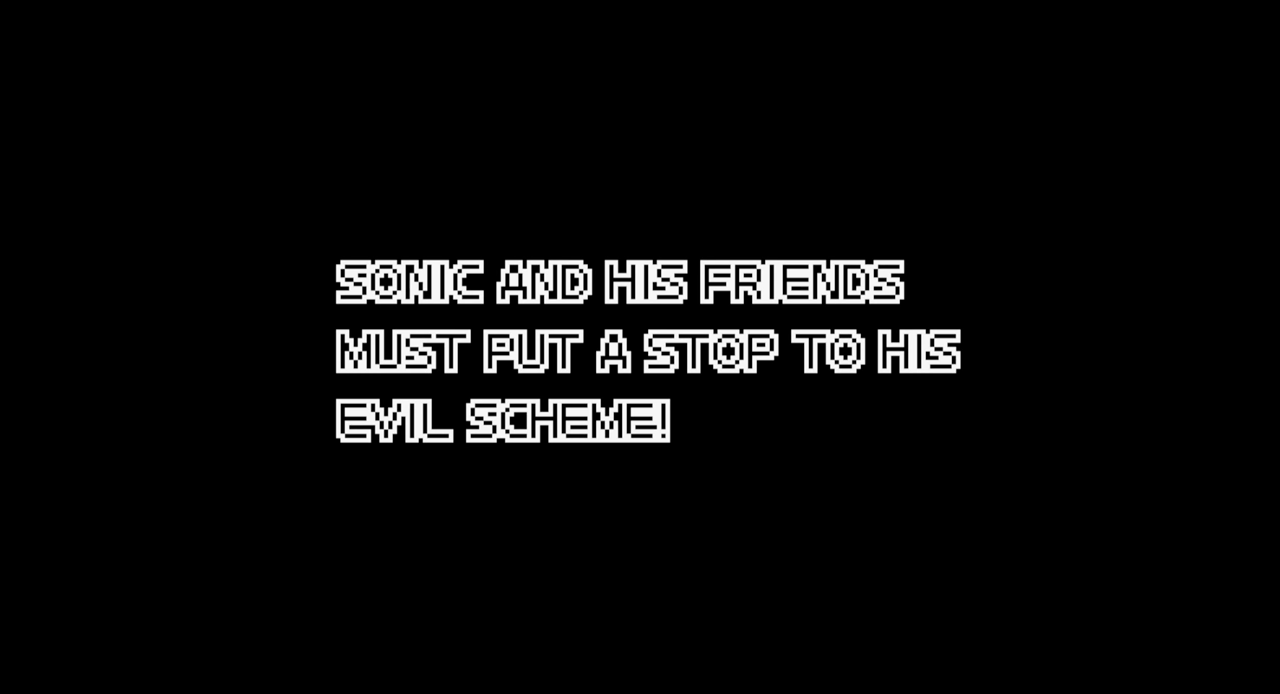 SONIC AND HIS FRIENDS
MUST PUT A STOP TO HIS
EVIL SCHEME!